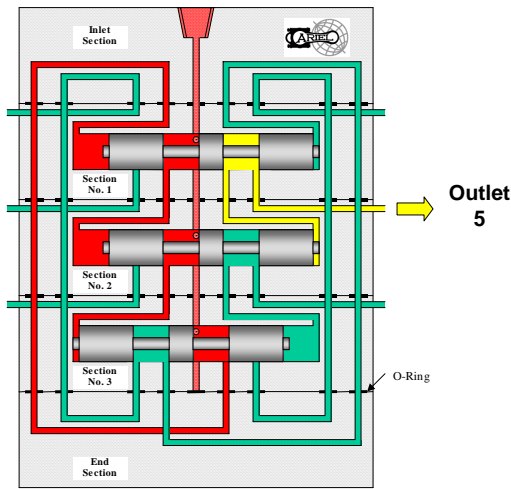 Inlet
Section
ARIEL
Section
No. 1
Outlet
5
Section
No. 2
Section
No. 3
O-Ring
End
Section